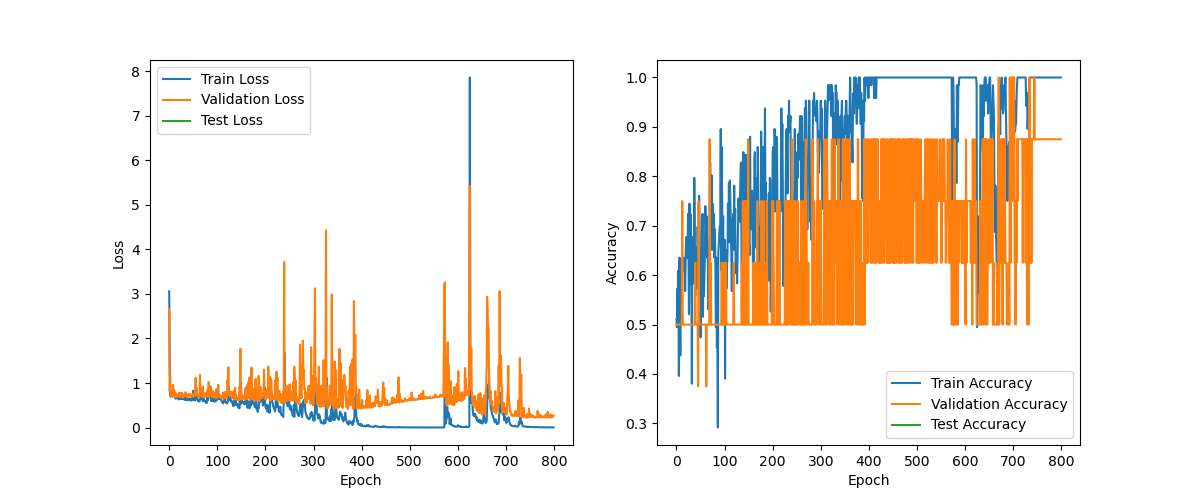 8
7
6
5
4
3
2
1
0
Loss
Train Loss
Validation Loss
Test Loss
0 100 200 300 400 500 600 700 800
Epoch
1.0
0.9
0.8
0.7
0.6
0.5
0.4
0.3
Accuracy
Train Accuracy
Validation Accuracy
Test Accuracy
0 100 200 300 400 500 600 700 800
Epoch